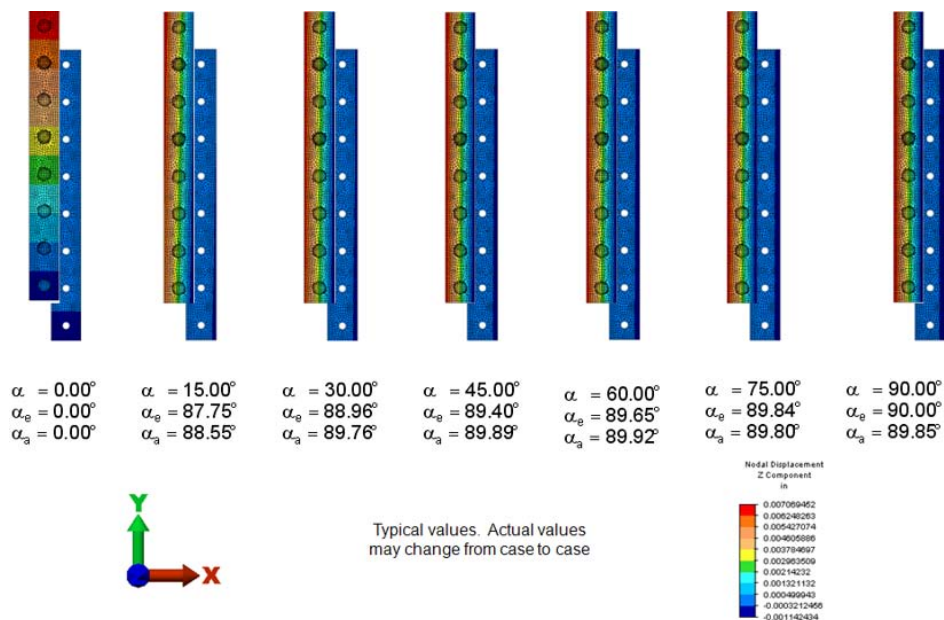 α = 0.00°
αe = 0.00°
αa = 0.00°
α = 15.00°
αe = 87.75°
αa = 88.55°
α = 30.00°
αe = 88.96°
αa = 89.76°
α = 45.00°
αe = 89.40°
αa = 89.89°
α = 60.00°
αe = 89.65°
αa = 89.92°
α = 75.00°
αe = 89.84°
αa = 89.80°
α = 90.00°
αe = 90.00°
αa = 89.85°
Y
X
Typical values. Actual values
may change from case to case
Nodal Displacement
Z Component
in
0.007069452
0.006248263
0.005427074
0.004605886
0.003784697
0.002963509
0.00214232
0.001321132
0.000499943
-0.0003212456
-0.001142434